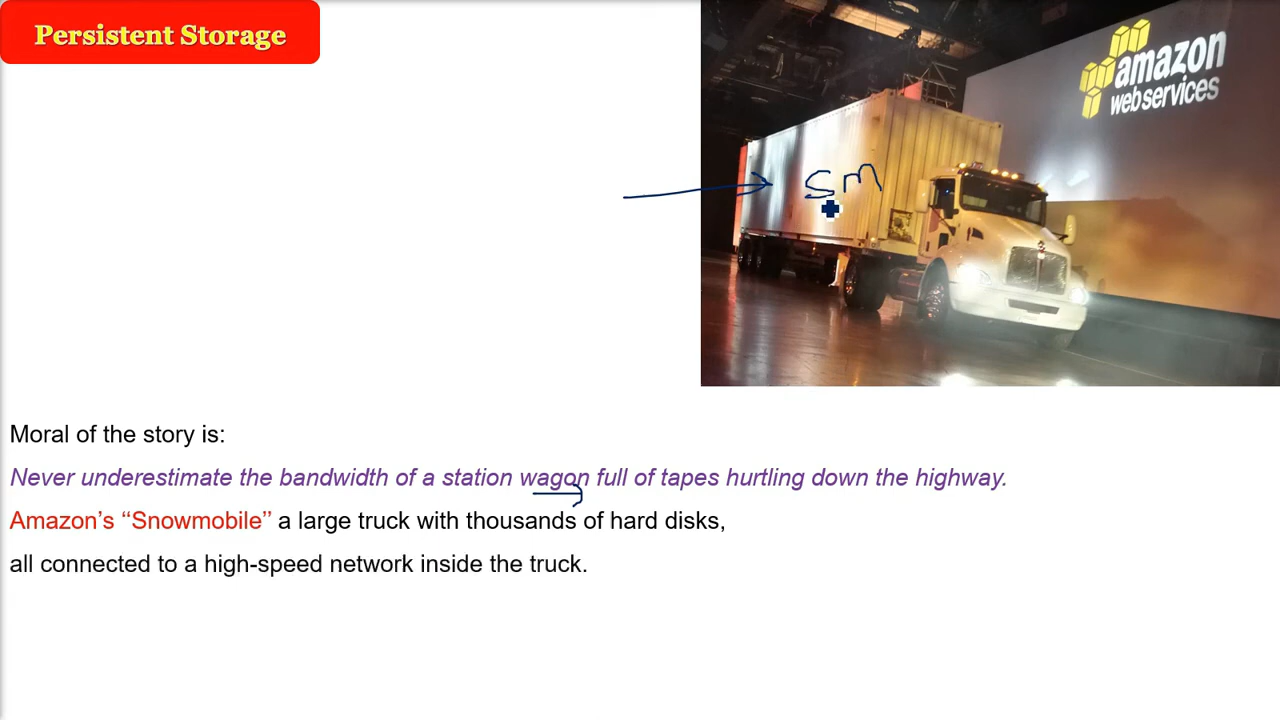 Persistent Storage
amazon
webservices
SM
Moral of the story is:
Never underestimate the bandwidth of a station wagon full of tapes hurtling down the highway.
Amazon’s “Snowmobile” a large truck with thousands of hard disks,
all connected to a high-speed network inside the truck.